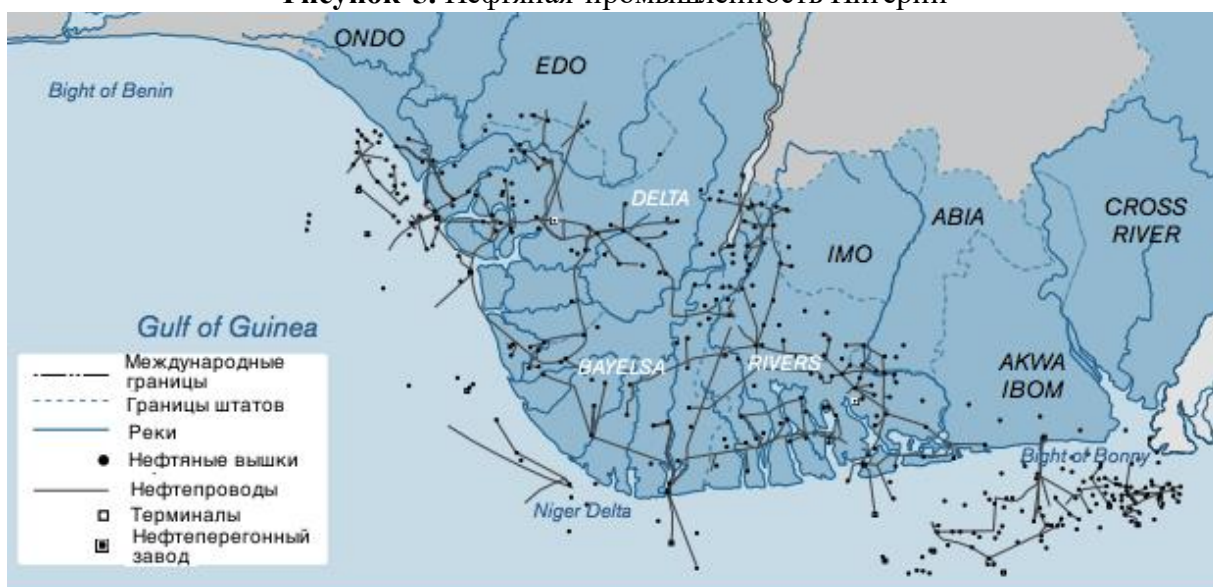 Рисунок 3. Нефтяная промышленность Нигерии
ONDO
EDO
Bight of Benin
DELTA
ABIA
CROSS
RIVER
IMO
Gulf of Guinea
BAYELSA
RIVERS
AKWA
IBOM
Bight of Bonny
Niger Delta
Международные
границы
Границы штатов
Реки
Нефтяные вышки
Нефтепроводы
Терминалы
Нефтеперегонный
завод